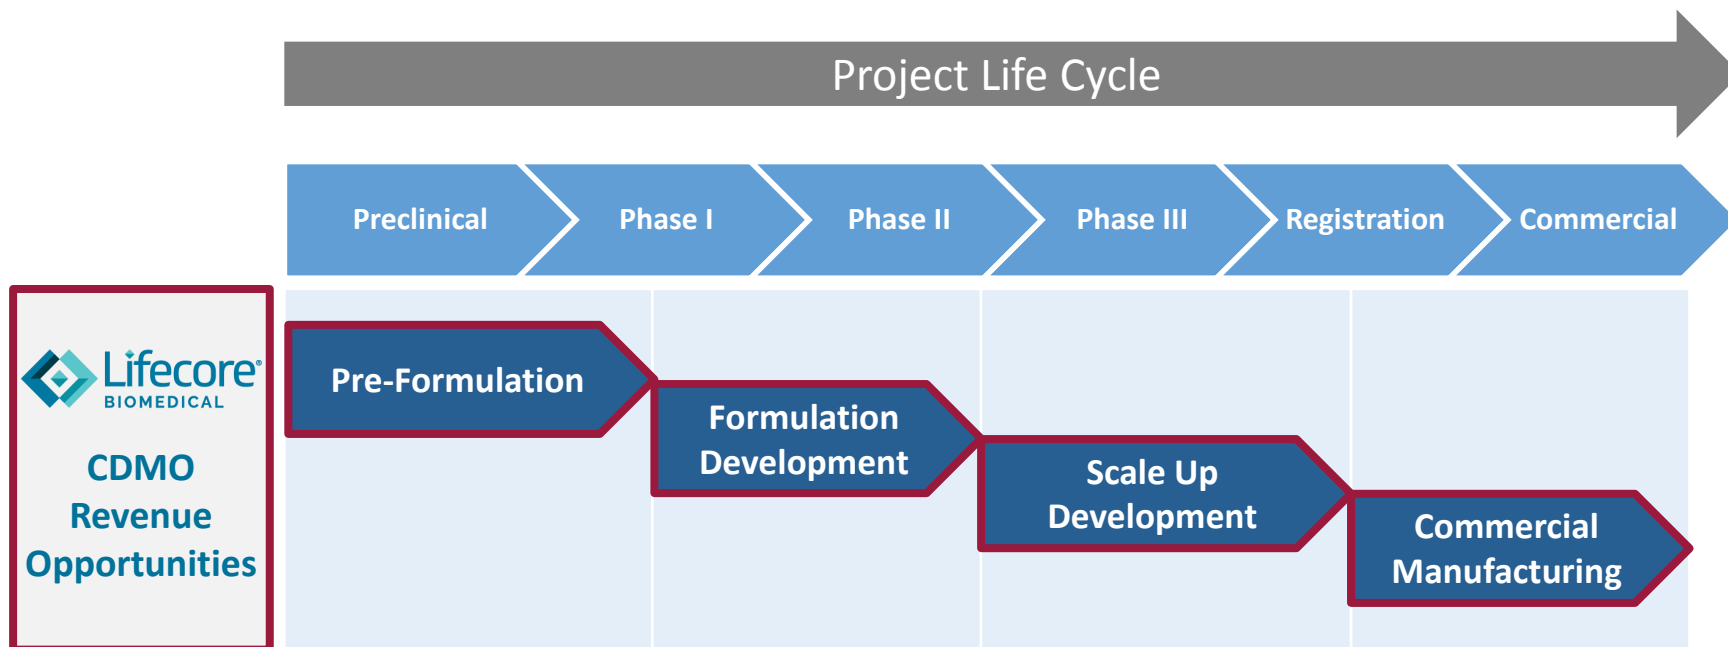 Project Life Cycle
Preclinical
Phase I
Phase II
Phase III
Registration
Commercial
Lifecore®
BIOMEDICAL
CDMO
Revenue
Opportunities
Pre-Formulation
Formulation
Development
Scale Up
Development
Commercial
Manufacturing